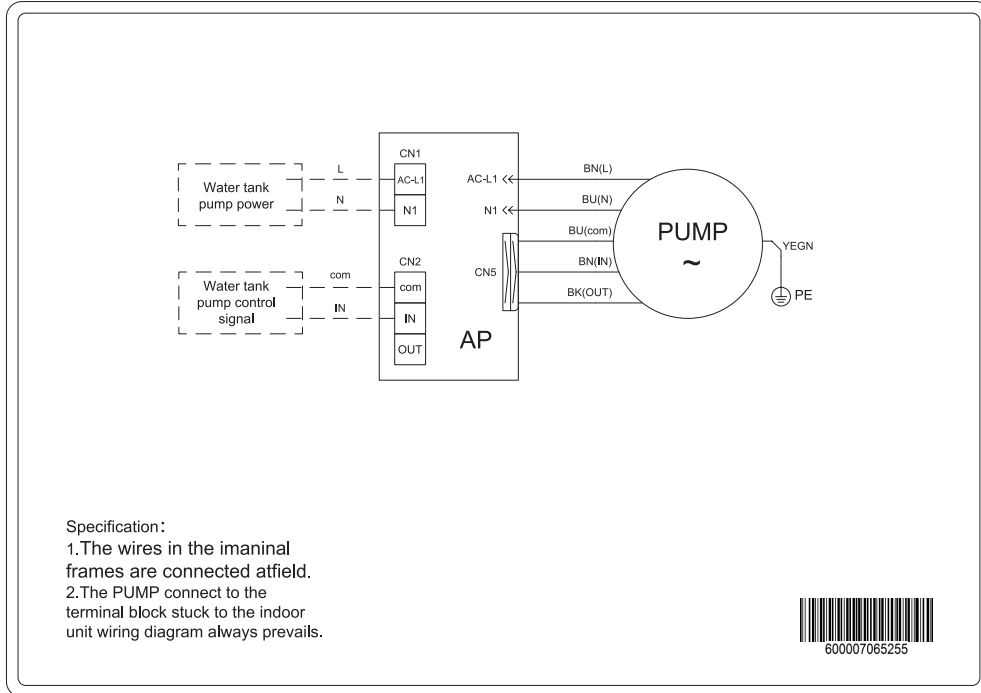 Water tank
pump power
L
N
CN1
AC-L1
N1
AC-L1
N1
BN(L)
BU(N)
BU(com)
BN(IN)
BK(OUT)
CN5
PUMP
~
YEGN
PE
Water tank
pump control
signal
com
IN
CN2
com
IN
OUT
AP
Specification:
1.The wires in the imaninal
frames are connected atfield.
2.The PUMP connect to the
terminal block stuck to the indoor
unit wiring diagram always prevails.
600007065255